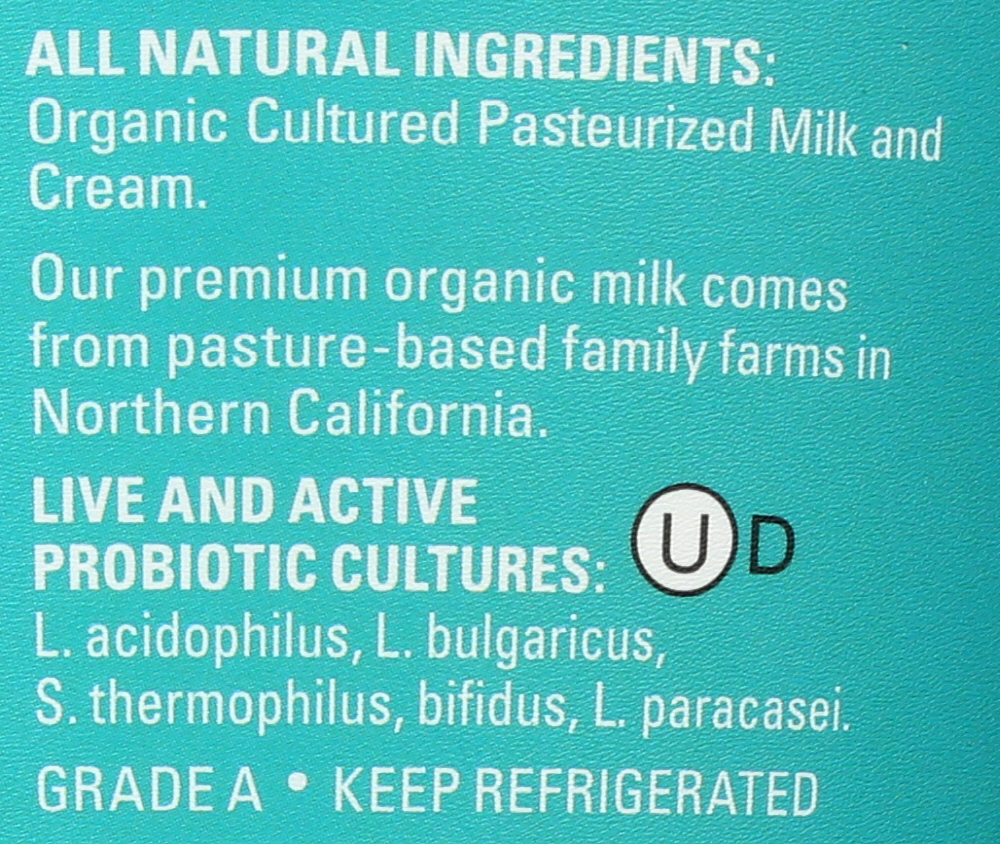 ALL NATURAL INGREDIENTS:
Organic Cultured Pasteurized Milk and
Cream.
Our premium organic milk comes
from pasture-based family farms in
Northern California.
LIVE AND ACTIVE
PROBIOTIC CULTURES: U D
L. acidophilus, L. bulgaricus,
S. thermophilus, bifidus, L. paracasei.
GRADE A • KEEP REFRIGERATED